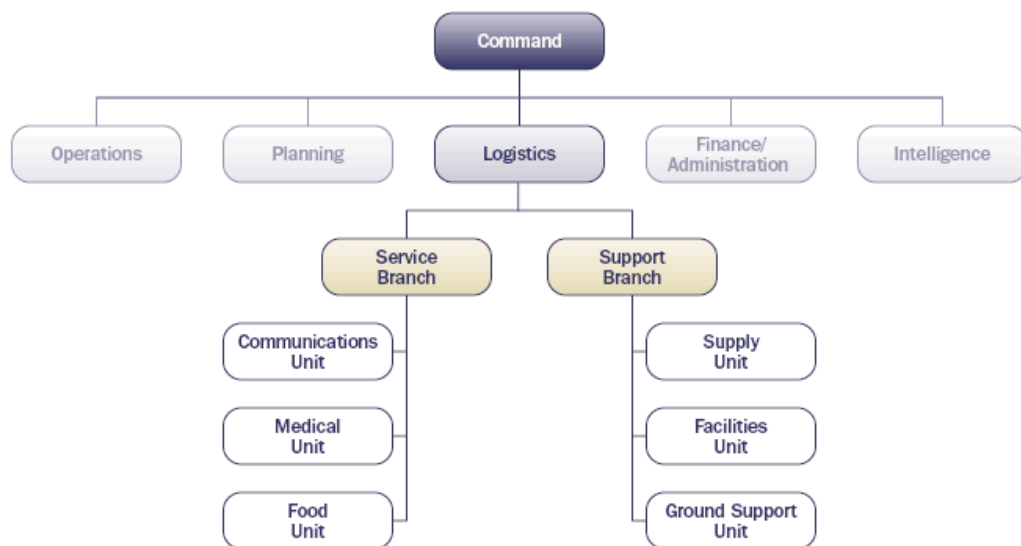 Command
Operations
Planning
Logistics
Finance/
Administration
Intelligence
Service
Branch
Support
Branch
Communications
Unit
Supply
Unit
Medical
Unit
Facilities
Unit
Food
Unit
Ground Support
Unit